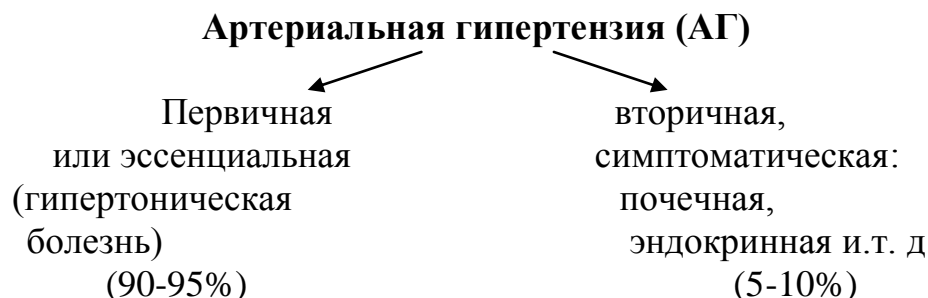 Артериальная гипертензия (АГ)
Первичная
или эссенциальная
(гипертоническая
болезнь)
(90-95%)
вторичная,
симптоматическая:
почечная,
эндокринная и.т. д
(5-10%)